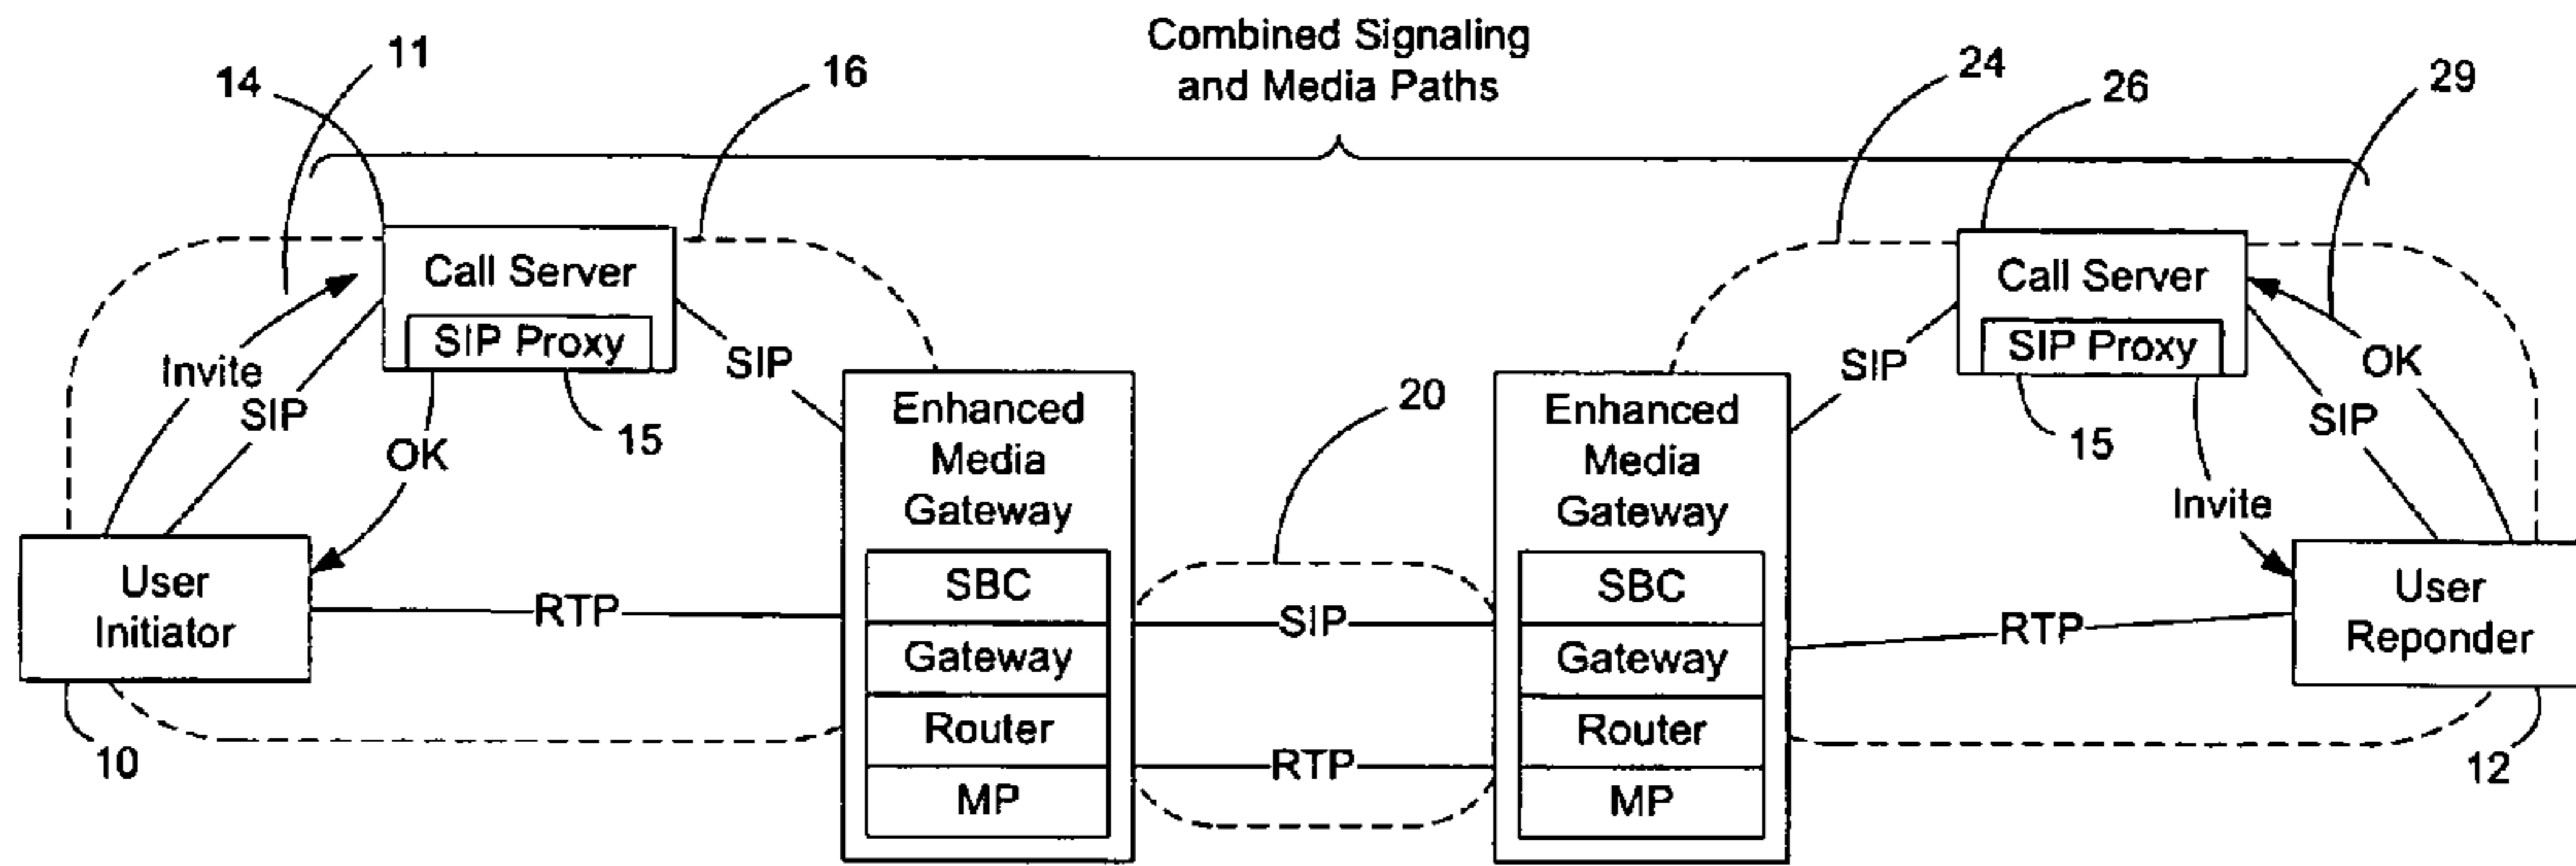 Combined Signaling
and Media Paths
11
14
16
24
26
29
Call Server
SIP Proxy
Call Server
SIP Proxy
Invite
SIP
OK
15
SIP
20
SIP
15
OK
SIP
Invite
Enhanced
Media
Gateway
SBC
Gateway
Router
MP
Enhanced
Media
Gateway
SBC
Gateway
Router
MP
User
Initiator
RTP
SIP
RTP
RTP
User
Reponder
10
12